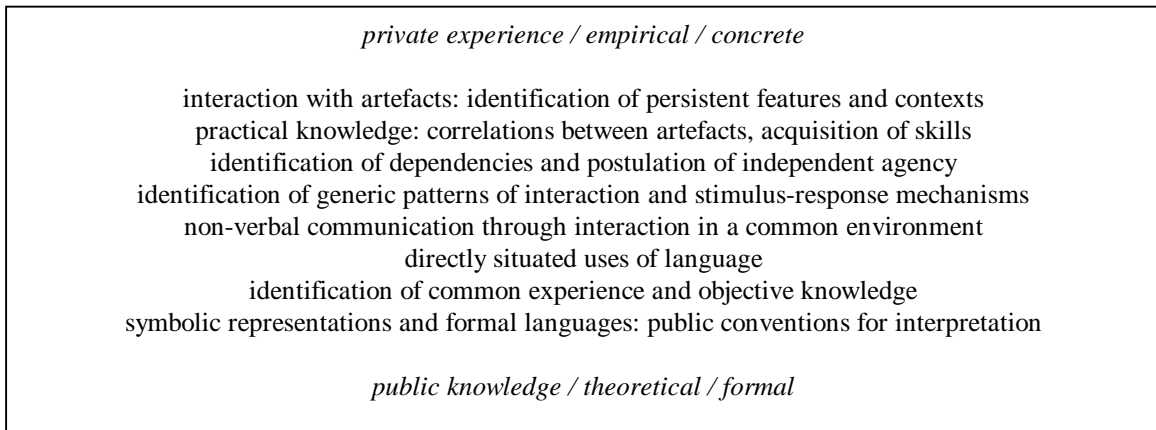 private experience / empirical / concrete
interaction with artefacts: identification of persistent features and contexts
practical knowledge: correlations between artefacts, acquisition of skills
identification of dependencies and postulation of independent agency
identification of generic patterns of interaction and stimulus-response mechanisms
non-verbal communication through interaction in a common environment
directly situated uses of language
identification of common experience and objective knowledge
symbolic representations and formal languages: public conventions for interpretation
public knowledge / theoretical / formal